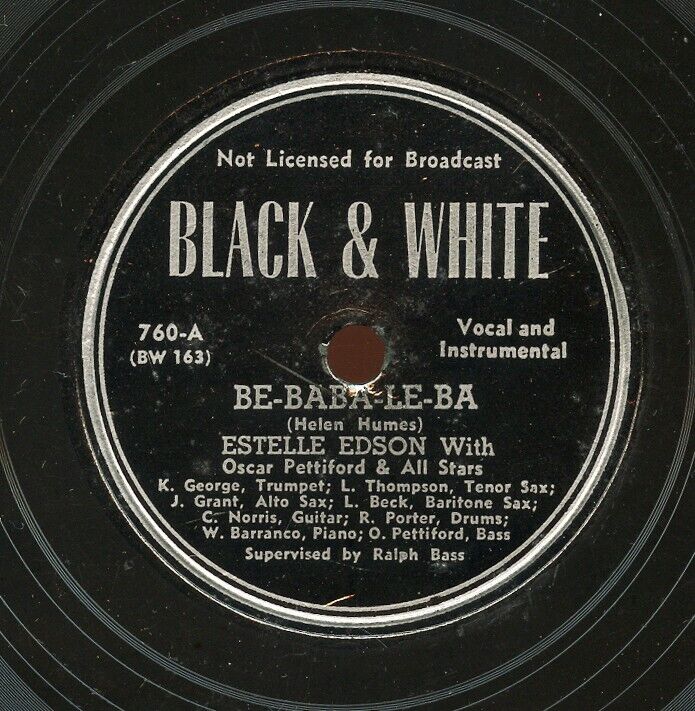 Not Licensed for Broadcast
BLACK & WHITE
760-A
(BW 163)
Vocal and
Instrumental
BE-BABA-LE-BA
(Helen Humes)
ESTELLE EDSON With
Oscar Pettiford & All Stars
K. George, Trumpet; L. Thompson, Tenor Sax;
J. Grant, Alto Sax; L. Beck, Baritone Sax;
C. Norris, Guitar; R. Porter, Drums;
W. Barranco, Piano; O. Pettiford, Bass
Supervised by Ralph Bass